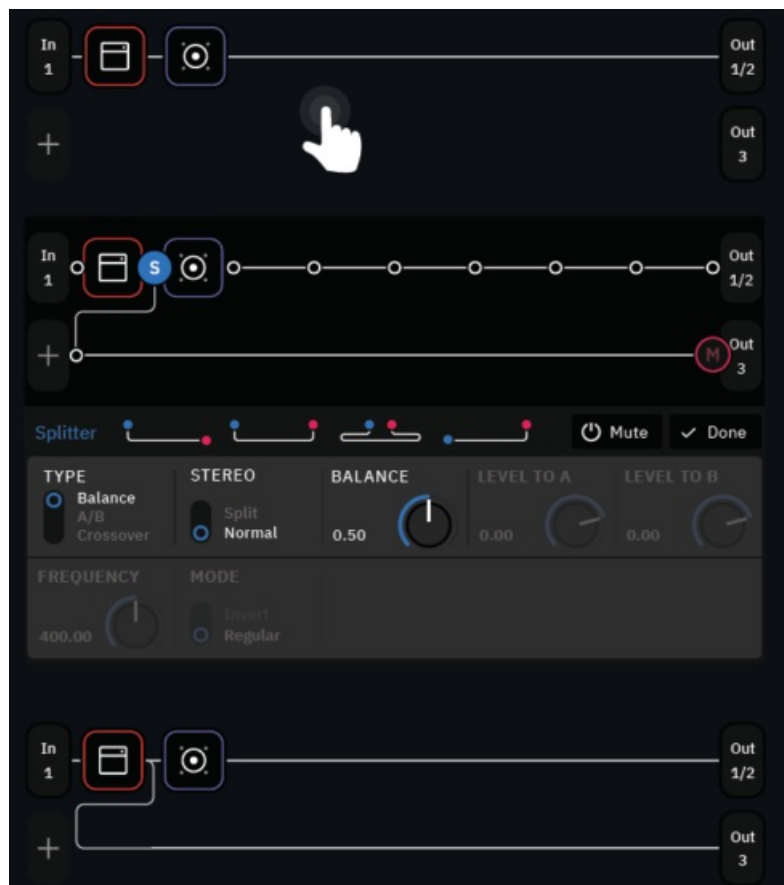 In
1
Out
1/2
+
Out
3
In
1
S
Out
1/2
+
M
Out
3
Splitter
Mute
Done
TYPE
Balance
A/B
Crossover
STEREO
Split
Normal
BALANCE
0.50
LEVEL TO A
0.00
LEVEL TO B
0.00
FREQUENCY
400.00
MODE
Invert
Regular
In
1
Out
1/2
+
Out
3